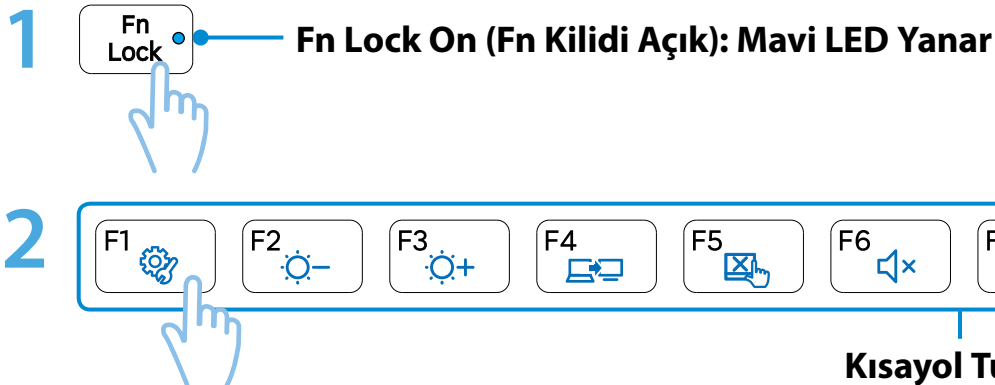 1
Fn
Lock
Fn Lock On (Fn Kilidi Açık): Mavi LED Yanar
2
F1 F2 F3 F4 F5 F6
Kısayol